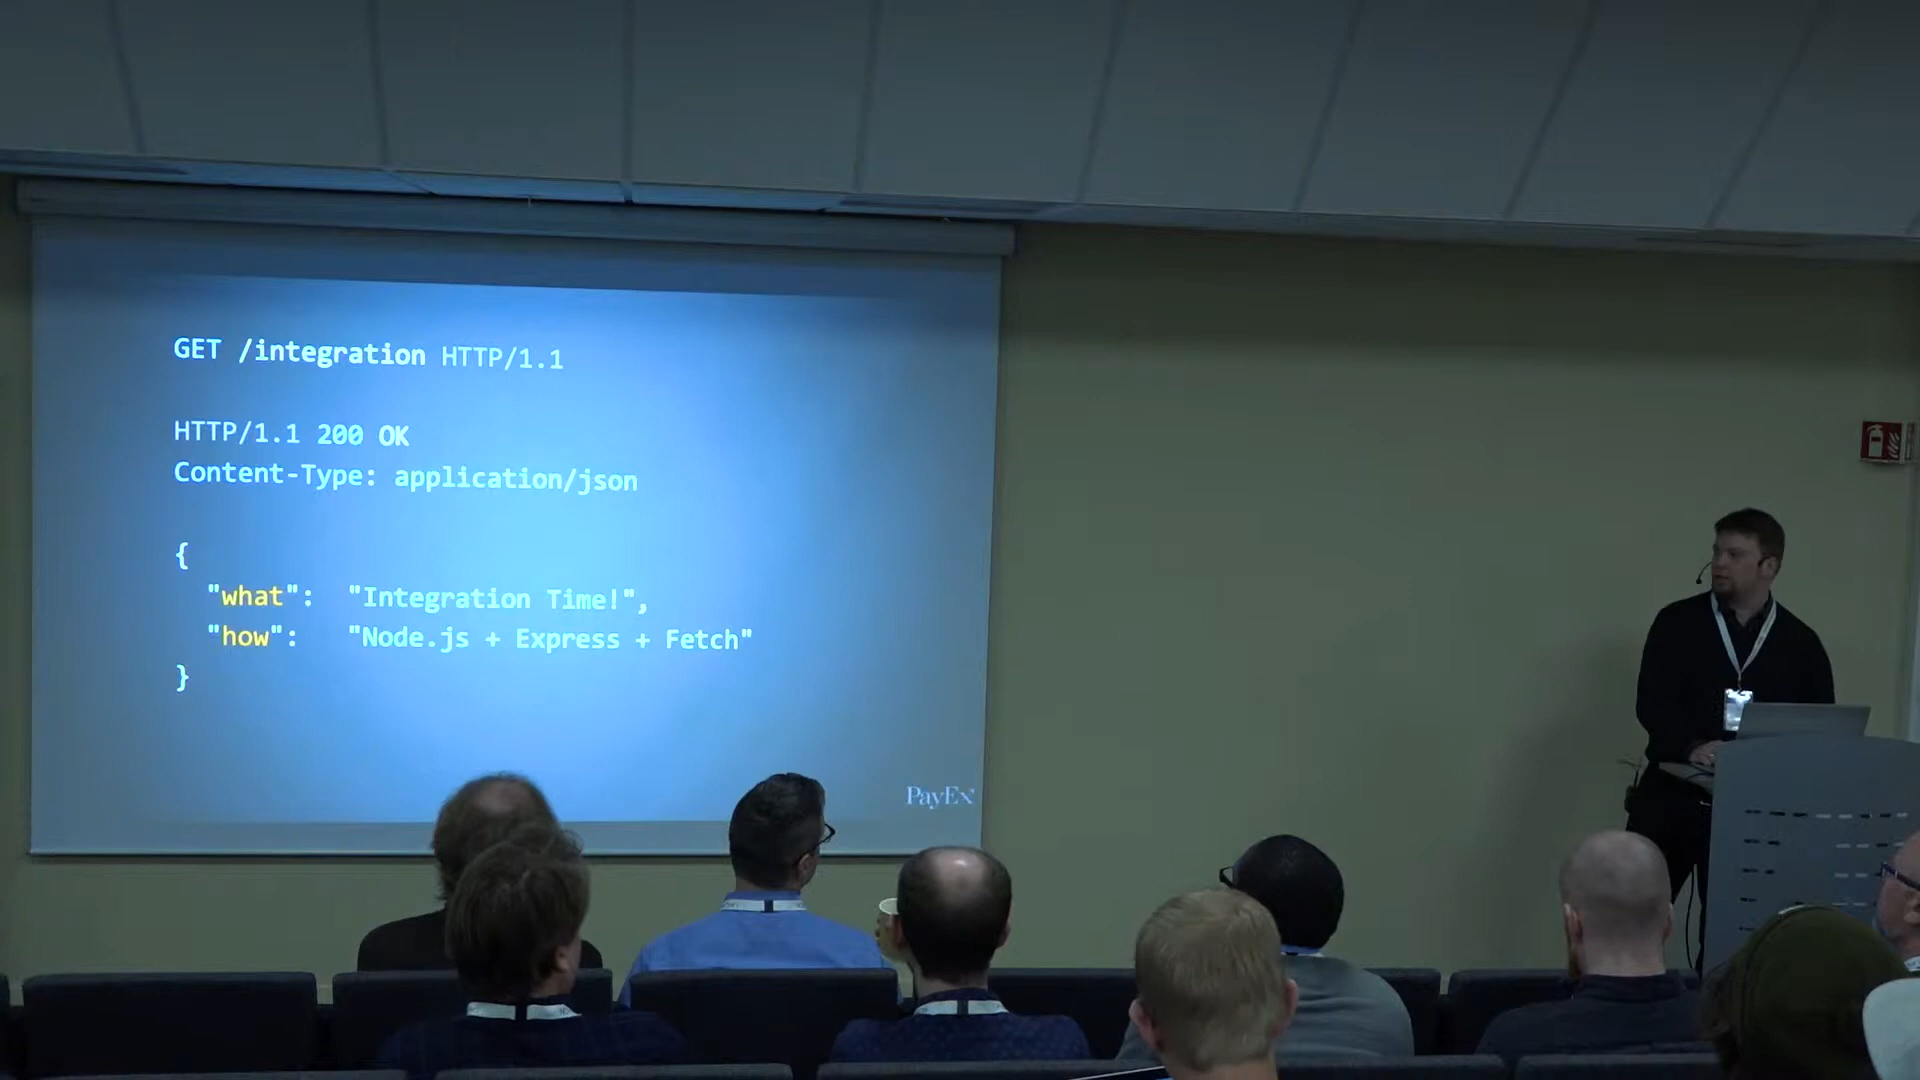 GET /integration HTTP/1.1
HTTP/1.1 200 OK
Content-Type: application/json
{
"what": "Integration Time!",
"how": "Node.js + Express + Fetch"
}
PayEx